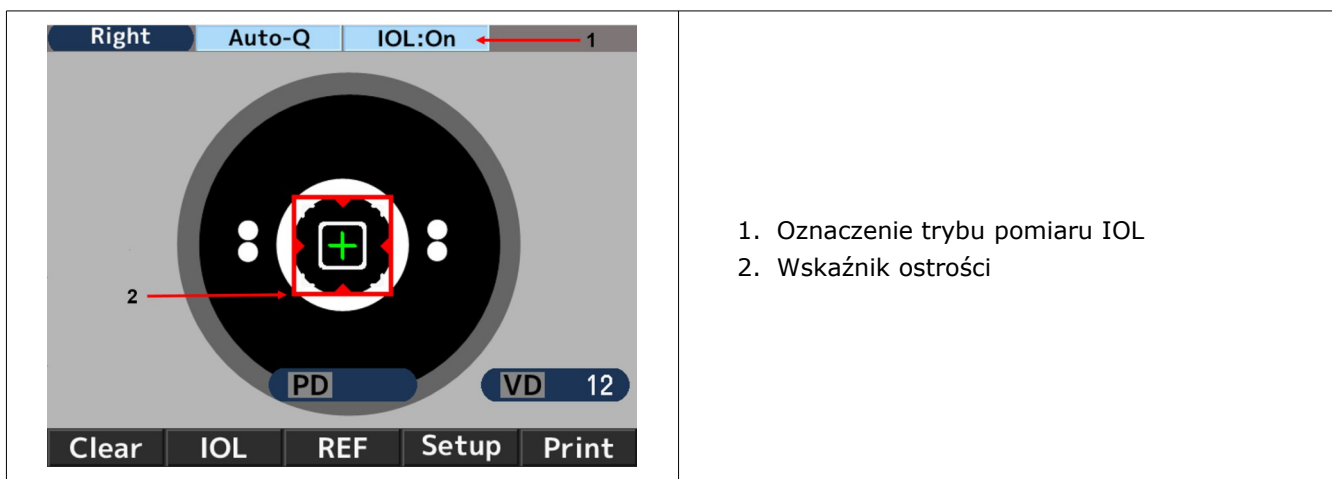 Right Auto-Q IOL:On 1
2
PD VD 12
Clear IOL REF Setup Print
1. Oznaczenie trybu pomiaru IOL
2. Wskaźnik ostrości